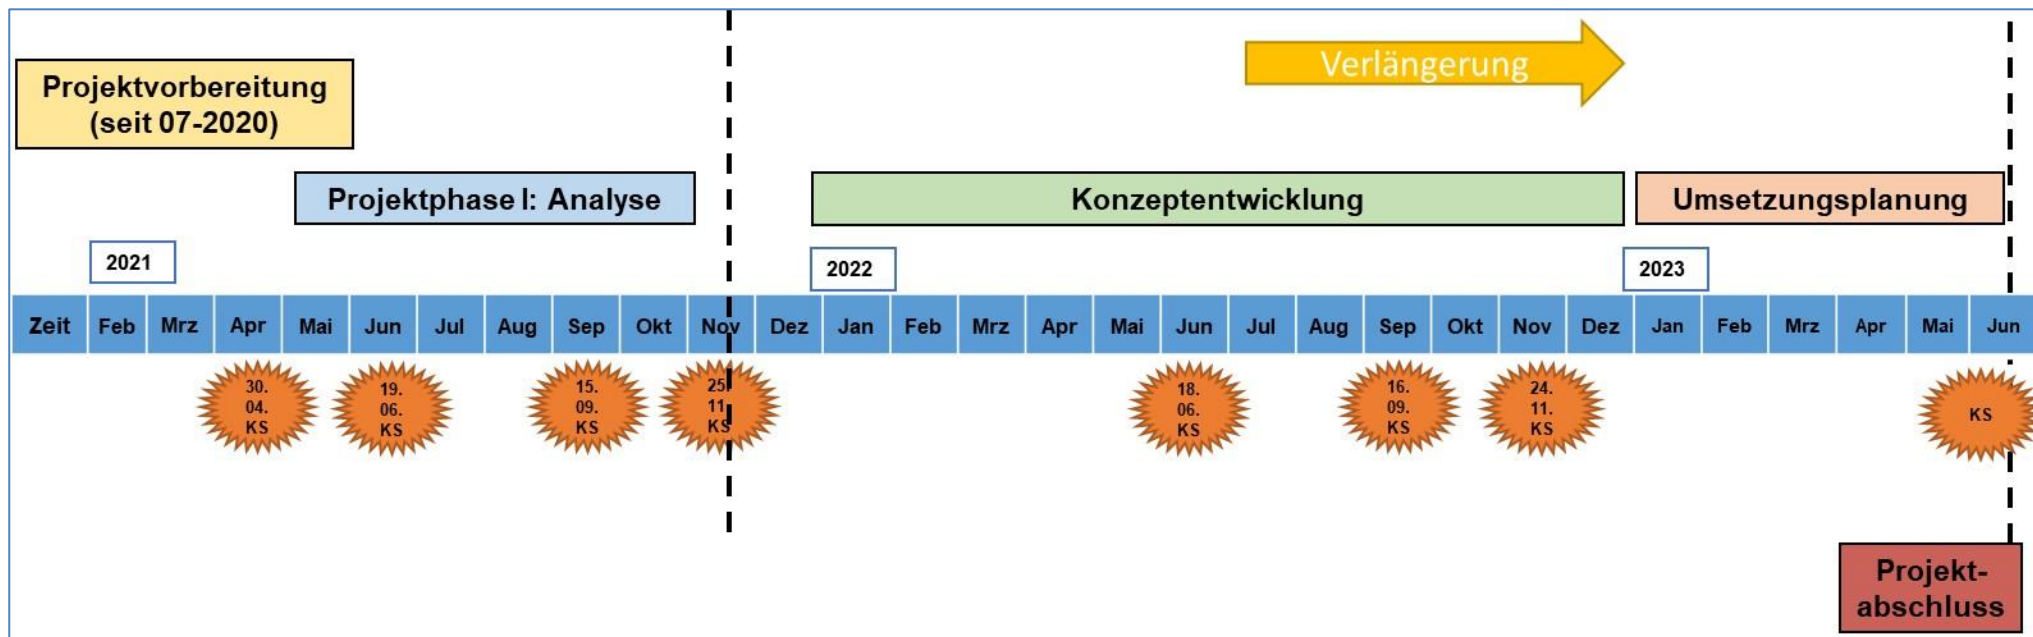 Verlängerung
Projektvorbereitung
(seit 07-2020)
Projektphase I: Analyse
Konzeptentwicklung
Umsetzungsplanung
2021
2022
2023
Zeit Feb Mrz Apr Mai Jun Jul Aug Sep Okt Nov Dez Jan Feb Mrz Apr Mai Jun Jul Aug Sep Okt Nov Dez Jan Feb Mrz Apr Mai Jun
30.
04.
KS
19.
06.
KS
15.
09.
KS
25.
11.
KS
18.
06.
KS
16.
09.
KS
24.
11.
KS
KS
Projekt-
abschluss